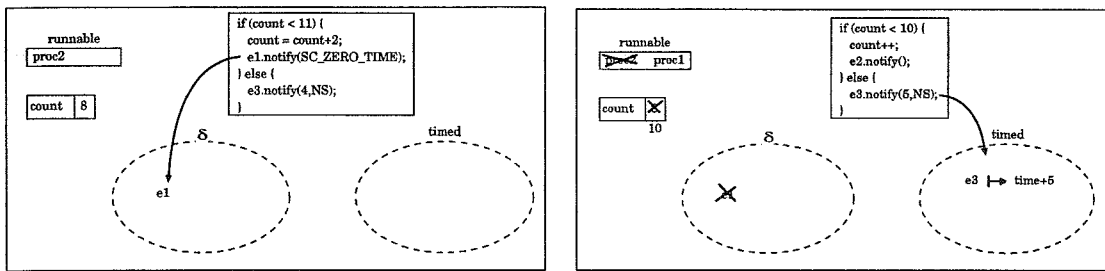 if (count < 11) {
count = count+2;
e1.notify(SC_ZERO_TIME);
} else {
e3.notify(4,NS);
}
runnable
proc2
count 8
δ
timed
e1
if (count < 10) {
count++;
e2.notify();
} else {
e3.notify(5,NS);
}
runnable
proc2 proc1
count 8
10
δ
timed
e1
e3 time+5